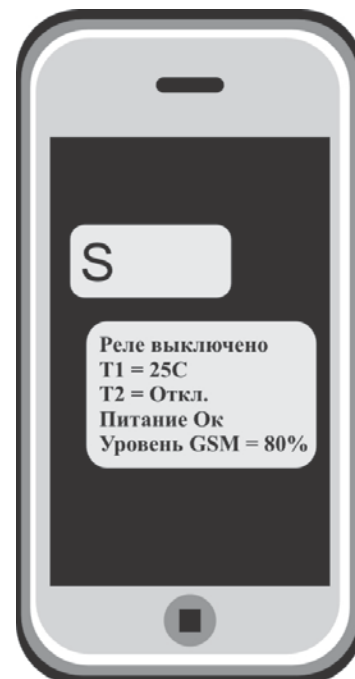 S
Реле выключено
T1 = 25C
T2 = Откл.
Питание Ок
Уровень GSM = 80%